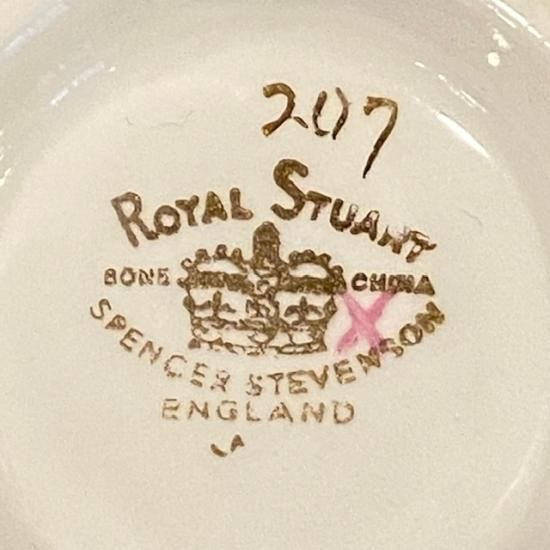 207
ROYAL STUART
BONE CHINA
X
SPENCER STEVENSON
ENGLAND